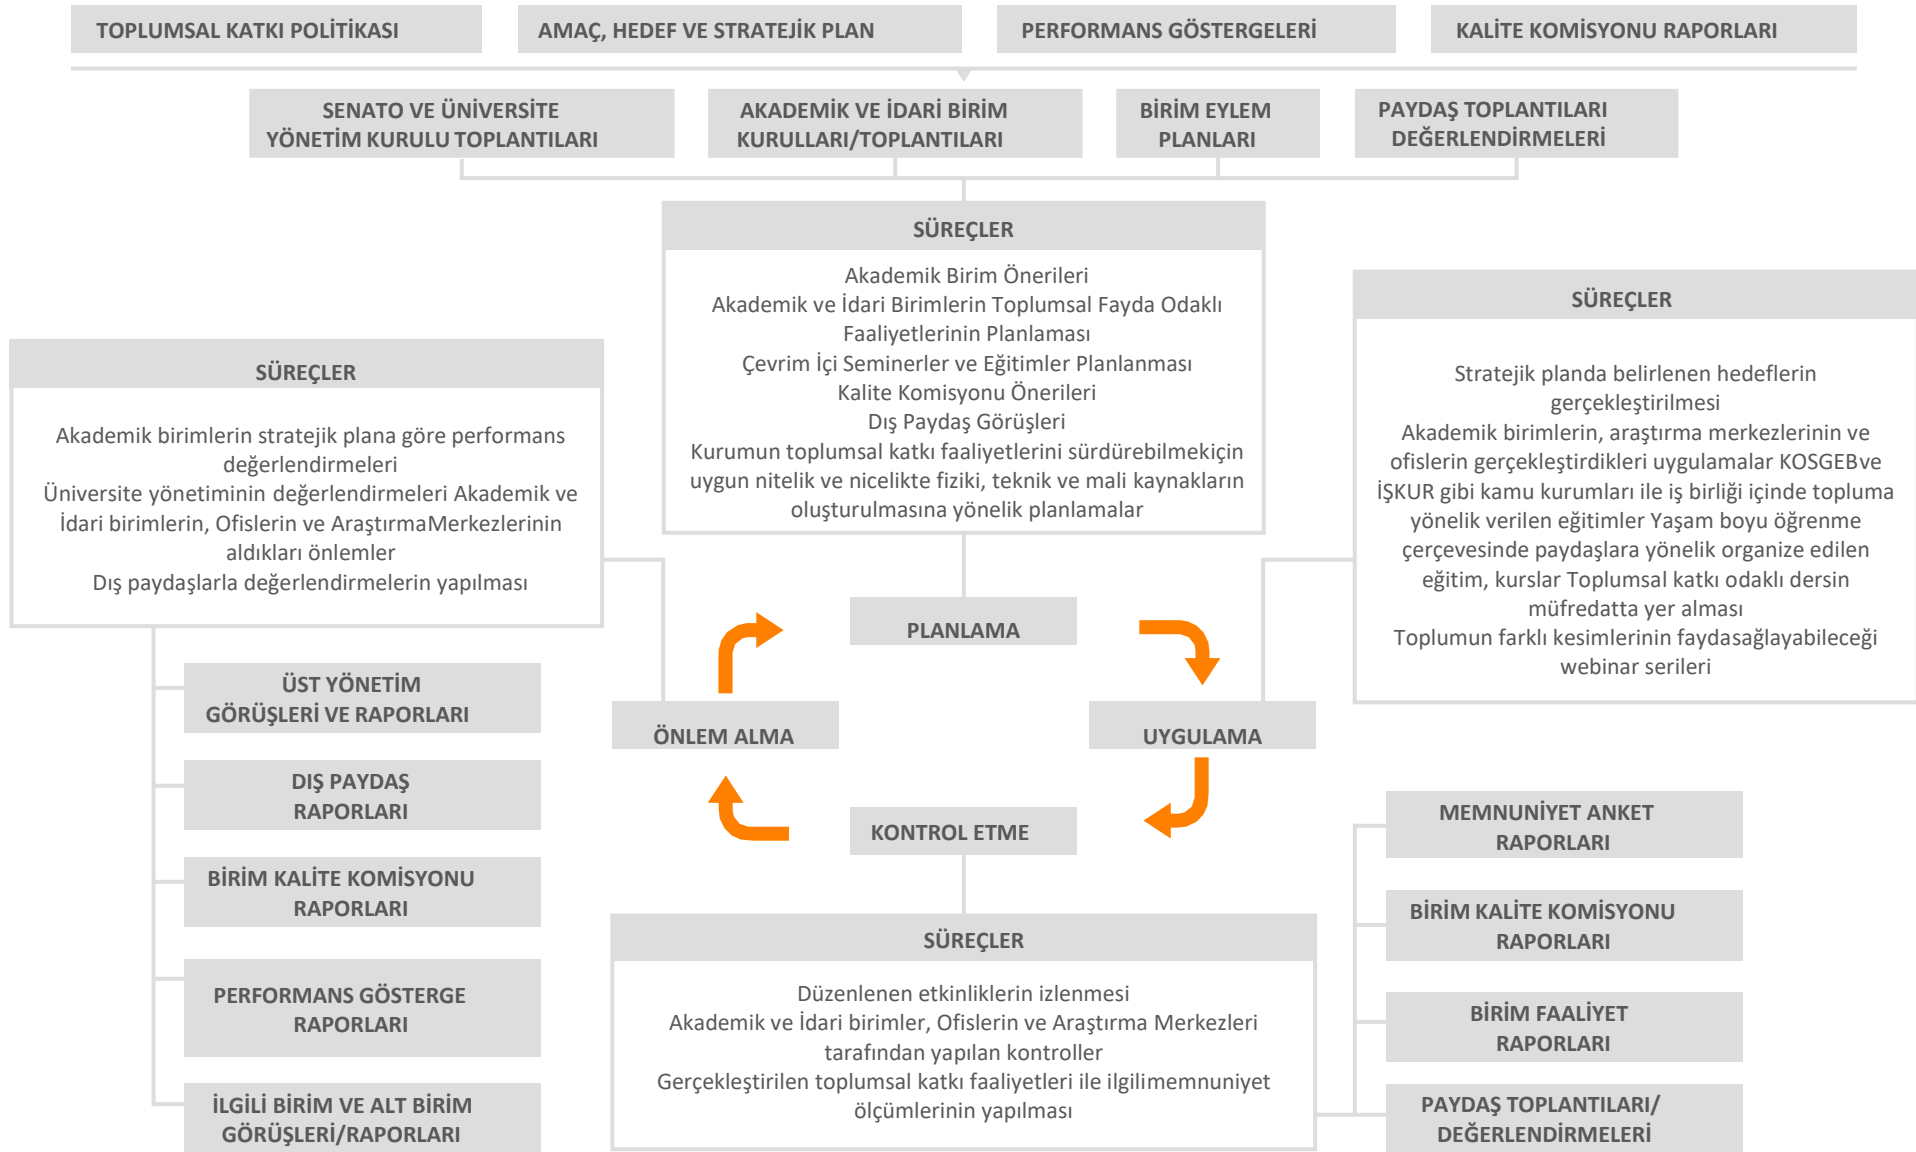 TOPLUMSAL KATKI POLİTİKASI
AMAÇ, HEDEF VE STRATEJİK PLAN
PERFORMANS GÖSTERGELERİ
KALİTE KOMİSYONU RAPORLARI
SENATO VE ÜNİVERSİTE
YÖNETİM KURULU TOPLANTILARI
AKADEMİK VE İDARİ BİRİM
KURULLARI/TOPLANTILARI
BİRİM EYLEM
PLANLARI
PAYDAŞ TOPLANTILARI
DEĞERLENDİRMELERİ
SÜREÇLER
Akademik Birim Önerileri
Akademik ve İdari Birimlerin Toplumsal Fayda Odaklı
Faaliyetlerinin Planlaması
Çevrim İçi Seminerler ve Eğitimler Planlanması
Kalite Komisyonu Önerileri
Dış Paydaş Görüşleri
Kurumun toplumsal katkı faaliyetlerini sürdürebilmekiçin
uygun nitelik ve nicelikte fiziki, teknik ve mali kaynakların
oluşturulmasına yönelik planlamalar
SÜREÇLER
Stratejik planda belirlenen hedeflerin
gerçekleştirilmesi
Akademik birimlerin, araştırma merkezlerinin ve
ofislerin gerçekleştirdikleri uygulamalar KOSGEBve
İŞKUR gibi kamu kurumları ile iş birliği içinde topluma
yönelik verilen eğitimler Yaşam boyu öğrenme
çerçevesinde paydaşlara yönelik organize edilen
eğitim, kurslar Toplumsal katkı odaklı dersin
müfredatta yer alması
Toplumun farklı kesimlerinin faydasağlayabileceği
webinar serileri
SÜREÇLER
Akademik birimlerin stratejik plana göre performans
değerlendirmeleri
Üniversite yönetiminin değerlendirmeleri Akademik ve
İdari birimlerin, Ofislerin ve AraştırmaMerkezlerinin
aldıkları önlemler
Dış paydaşlarla değerlendirmelerin yapılması
PLANLAMA
ÖNLEM ALMA
UYGULAMA
KONTROL ETME
ÜST YÖNETİM
GÖRÜŞLERİ VE RAPORLARI
DIŞ PAYDAŞ
RAPORLARI
BİRİM KALİTE KOMİSYONU
RAPORLARI
PERFORMANS GÖSTERGE
RAPORLARI
İLGİLİ BİRİM VE ALT BİRİM
GÖRÜŞLERİ/RAPORLARI
SÜREÇLER
Düzenlenen etkinliklerin izlenmesi
Akademik ve İdari birimler, Ofislerin ve Araştırma Merkezleri
tarafından yapılan kontroller
Gerçekleştirilen toplumsal katkı faaliyetleri ile ilgilimemnuniyet
ölçümlerinin yapılması
MEMNUNİYET ANKET
RAPORLARI
BİRİM KALİTE KOMİSYONU
RAPORLARI
BİRİM FAALİYET
RAPORLARI
PAYDAŞ TOPLANTILARI/
DEĞERLENDİRMELERİ